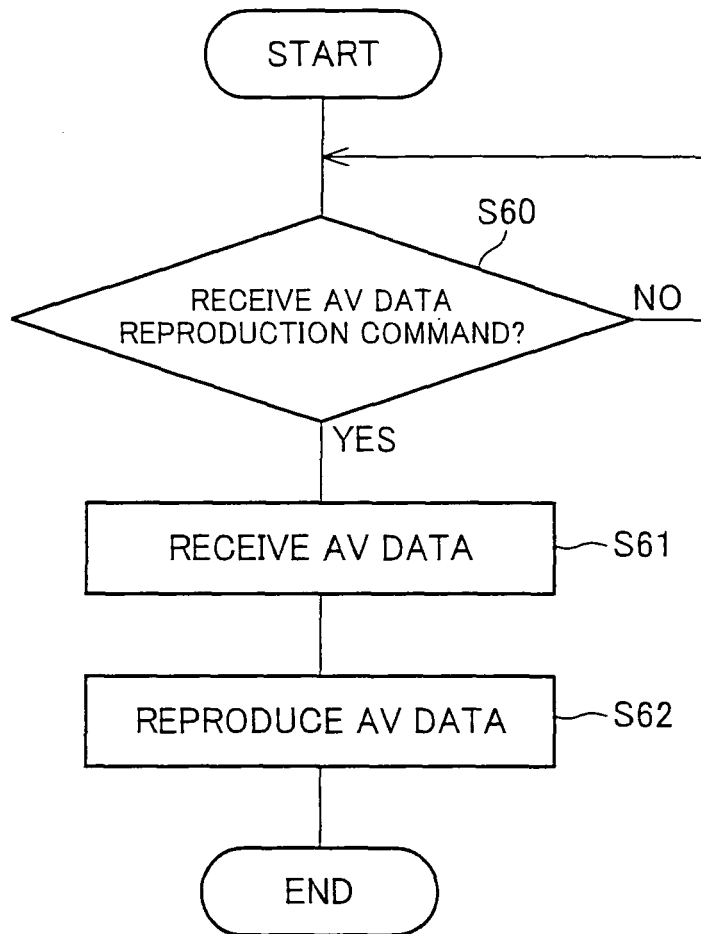 START
S60
RECEIVE AV DATA
REPRODUCTION COMMAND?
NO
YES
RECEIVE AV DATA
S61
REPRODUCE AV DATA
S62
END